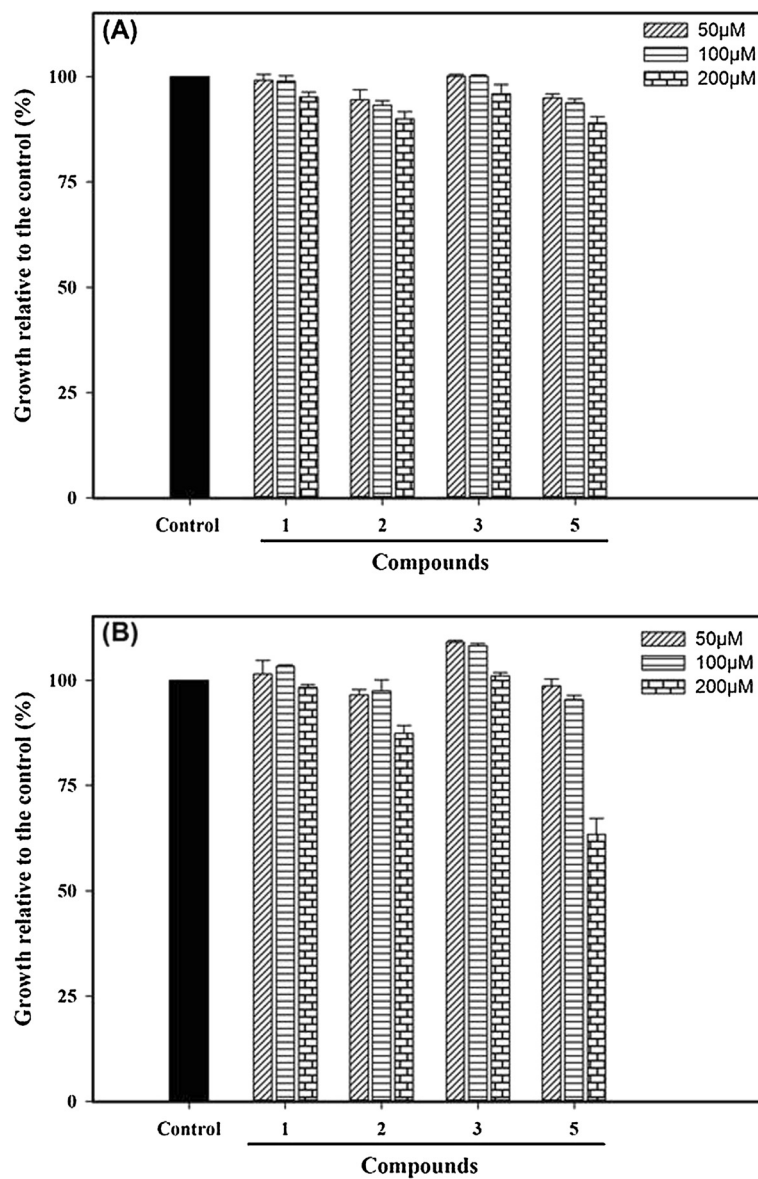 (A)
50µM
100µM
200µM
Growth relative to the control (%)
100
75
50
25
0
Control 1 2 3 5
Compounds
(B)
50µM
100µM
200µM
Growth relative to the control (%)
100
75
50
25
0
Control 1 2 3 5
Compounds